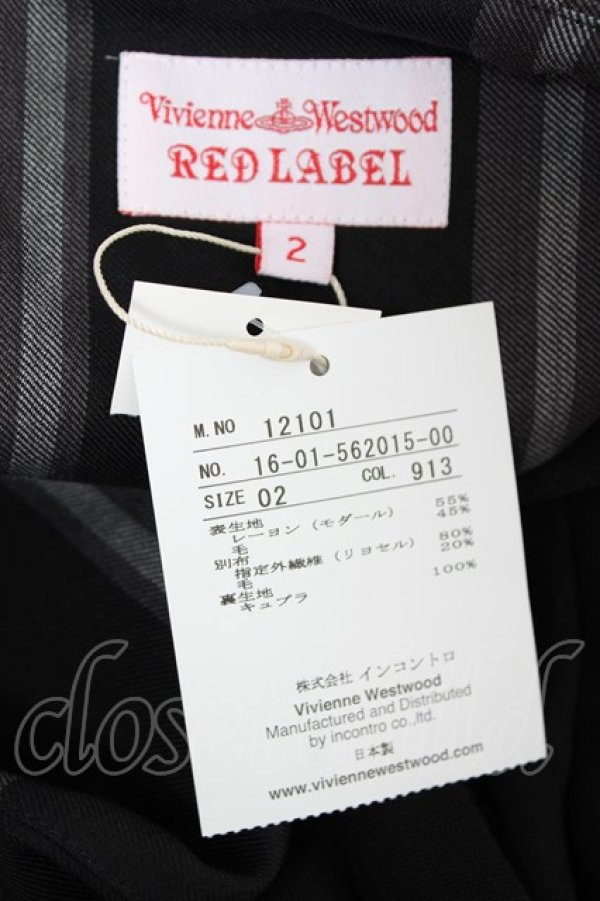 Vivienne Westwood
RED LABEL
2
M.NO 12101
NO. 16-01-562015-00
SIZE 02 COL. 913
表生地
レーヨン (モダール) 55%
毛 45%
別布
指定外繊維 (リヨセル) 80%
毛 20%
裏生地
キュプラ 100%
株式会社 インコントロ
Vivienne Westwood
Manufactured and Distributed
by incontro co.,ltd.
日本製
www.viviennewestwood.com
closet child